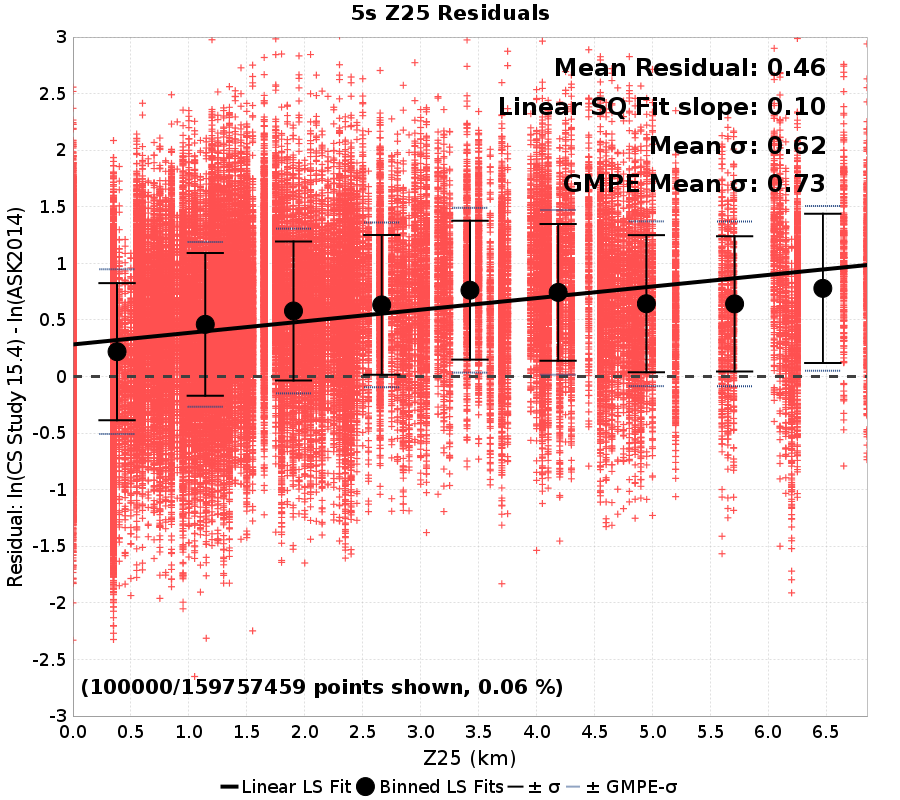 5s Z25 Residuals
Mean Residual: 0.46
Linear SQ Fit slope: 0.10
Mean σ: 0.62
GMPE Mean σ: 0.73
Residual: ln(CS Study 15.4) - ln(ASK2014)
3
2.5
2
1.5
1
0.5
0
-0.5
-1
-1.5
-2
-2.5
-3
(100000/159757459 points shown, 0.06 %)
0.0 0.5 1.0 1.5 2.0 2.5 3.0 3.5 4.0 4.5 5.0 5.5 6.0 6.5
Z25 (km)
Linear LS Fit Binned LS Fits ± σ ± GMPE-σ